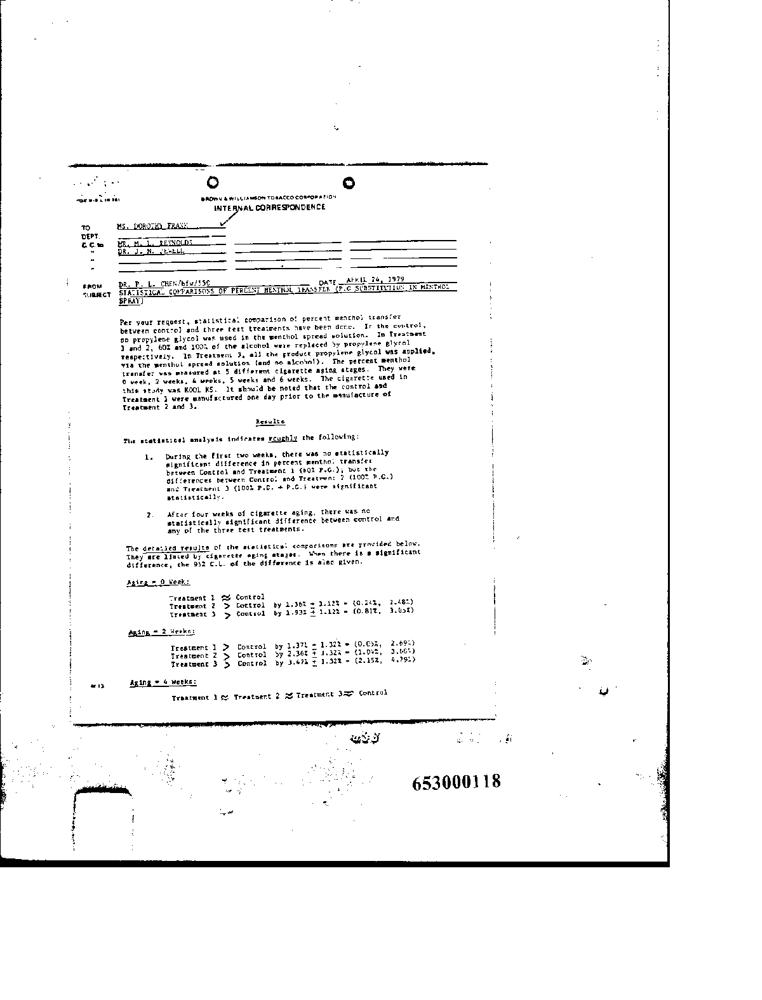 BROWN & WILLIAMSON TOBACCO CORPORATION
INTERNAL CORRESPONDENCE
TO MS. DOROTHY FRANK
DEPT.
C.C. to MR. M. L. REYNOLDS
" DR. J. N. JEWELL
"
"
FROM DR. P. L. CHEN DATE APRIL 24, 1979
SUBJECT STATISTICAL COMPARISONS OF PERCENT MENTHOL TRANSFER (P.G SUBSTITUTION IN MENTHOL
SPRAY)
Per your request, statistical comparison of percent menthol transfer
between control and three test treatments have been done. In the control,
no propylene glycol was used in the menthol spread solution. In Treatment
1 and 2, 60% and 100% of the alcohol were replaced by propylene glycol
respectively. In Treatment 3, all the product propylene glycol was applied,
via the menthol spread solution (and no alcohol). The percent menthol
transfer was measured at 5 different cigarette aging stages. They were
0 week, 2 weeks, 4 weeks, 5 weeks and 6 weeks. The cigarette used in
this study was KOOL KS. It should be noted that the control and
Treatment 1 were manufactured one day prior to the manufacture of
Treatment 2 and 3.
Results
The statistical analysis indicates roughly the following:
1. During the first two weeks, there was no statistically
significant difference in percent menthol transfer
between Control and Treatment 1 (60% P.G.), but the
differences between Control and Treatment 2 (100% P.G.)
and Treatment 3 (100% P.G. + P.G.) were significant
statistically.
2. After four weeks of cigarette aging, there was no
statistically significant difference between control and
any of the three test treatments.
The detailed results of the statistical comparisons are provided below.
They are listed by cigarette aging stages. When there is a significant
difference, the 95% C.L. of the difference is also given.
Aging = 0 Week:
Treatment 1 ≈ Control
Treatment 2 > Control by 1.36% ± 1.12% = (0.24%, 2.48%)
Treatment 3 > Control by 1.93% ± 1.12% = (0.81%, 3.05%)
Aging = 2 Weeks:
Treatment 1 > Control by 1.37% ± 1.32% = (0.05%, 2.69%)
Treatment 2 > Control by 2.36% ± 1.32% = (1.04%, 3.68%)
Treatment 3 > Control by 3.47% ± 1.32% = (2.15%, 4.79%)
Aging = 4 Weeks:
Treatment 1 ≈ Treatment 2 ≈ Treatment 3 ≈ Control
653000118